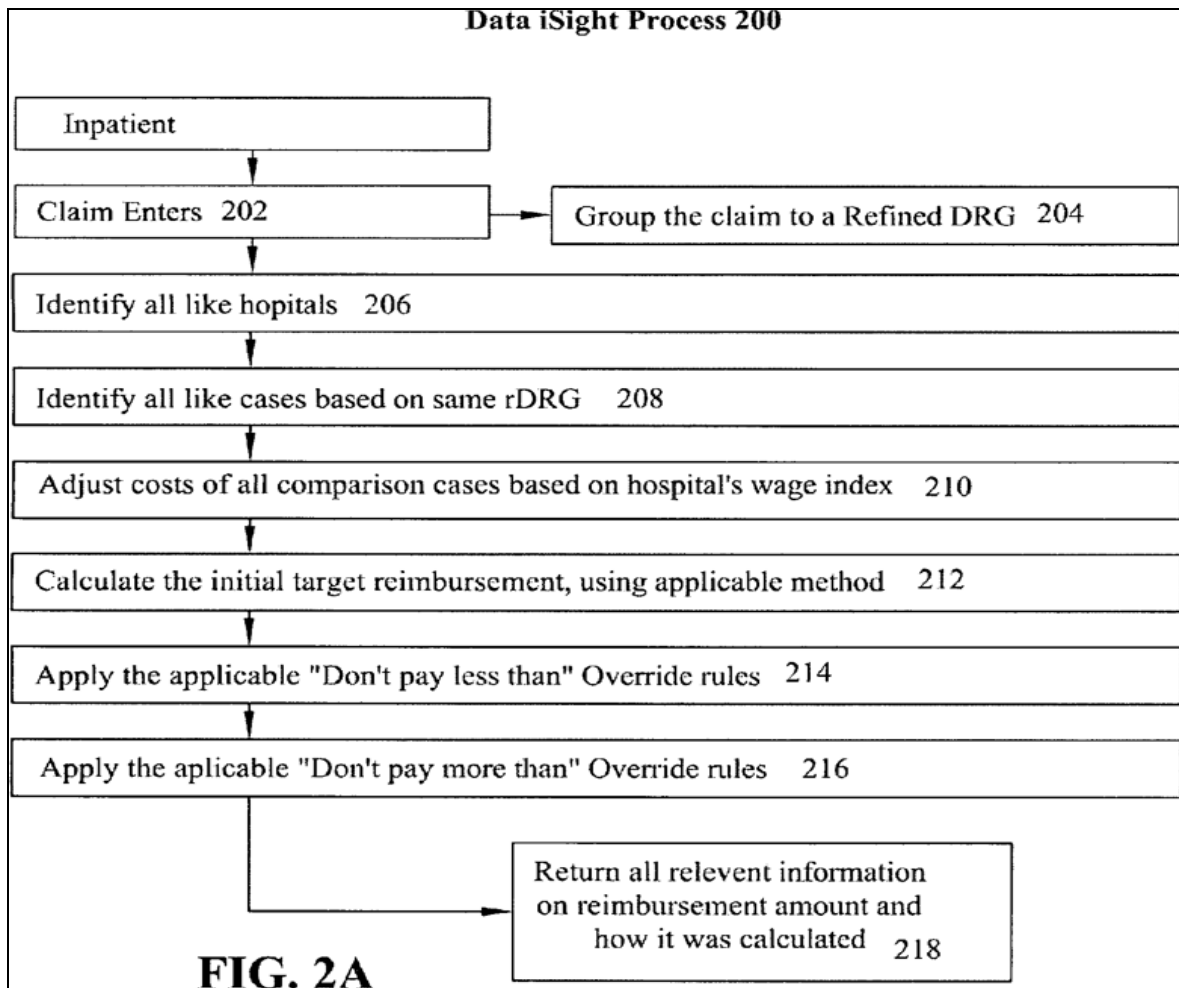 Data iSight Process 200
Inpatient
Claim Enters 202
Group the claim to a Refined DRG 204
Identify all like hopitals 206
Identify all like cases based on same rDRG 208
Adjust costs of all comparison cases based on hospital's wage index 210
Calculate the initial target reimbursement, using applicable method 212
Apply the applicable "Don't pay less than" Override rules 214
Apply the aplicable "Don't pay more than" Override rules 216
Return all relevent information
on reimbursement amount and
how it was calculated 218
FIG. 2A